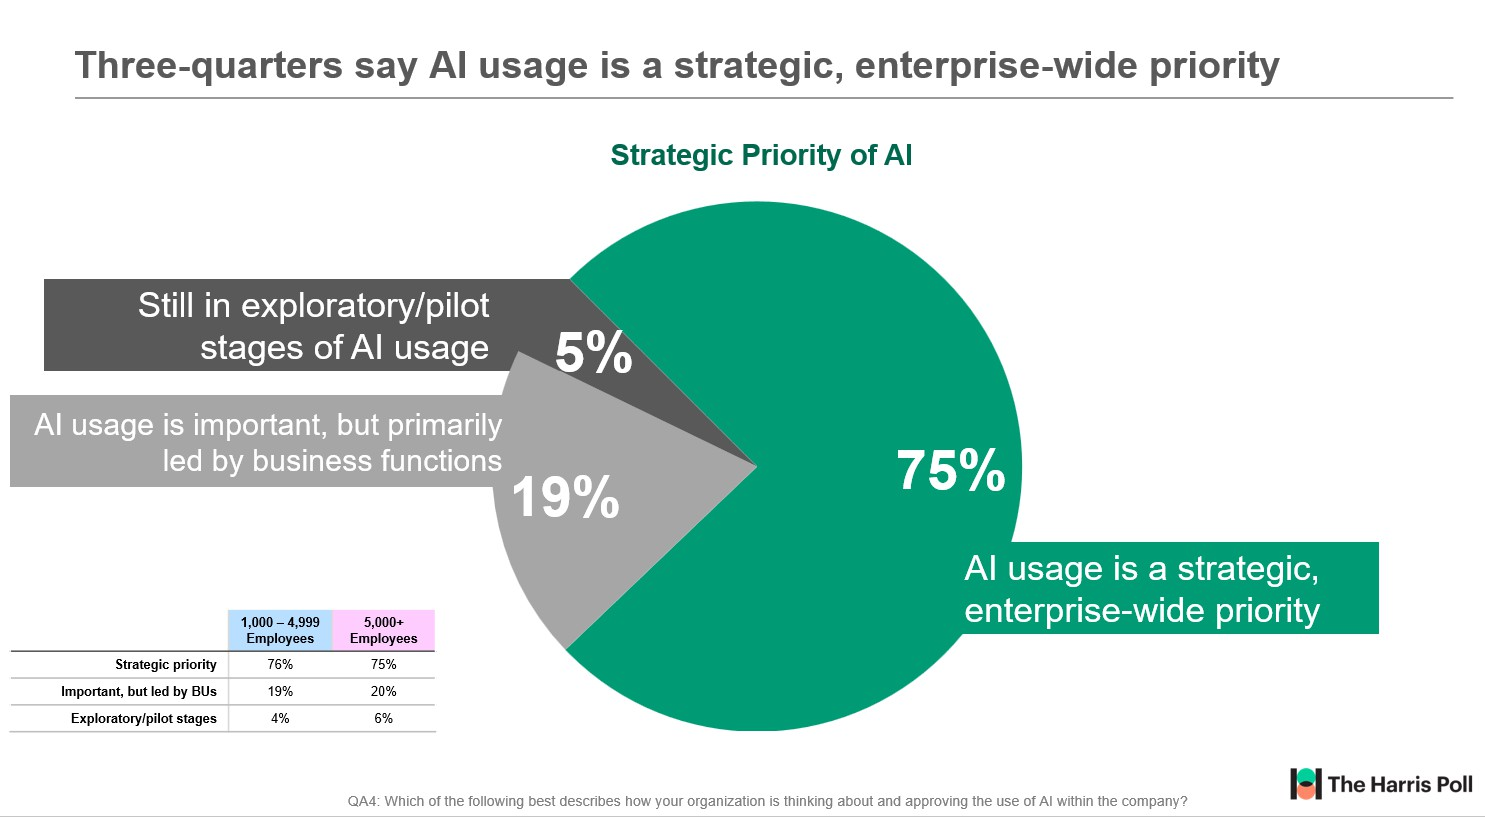 Three-quarters say AI usage is a strategic, enterprise-wide priority
Strategic Priority of AI
Still in exploratory/pilot
stages of AI usage
5%
AI usage is important, but primarily
led by business functions
19%
75%
AI usage is a strategic,
enterprise-wide priority
1,000 – 4,999 5,000+
Employees Employees
Strategic priority 76% 75%
Important, but led by BUs 19% 20%
Exploratory/pilot stages 4% 6%
The Harris Poll
QA4: Which of the following best describes how your organization is thinking about and approving the use of AI within the company?